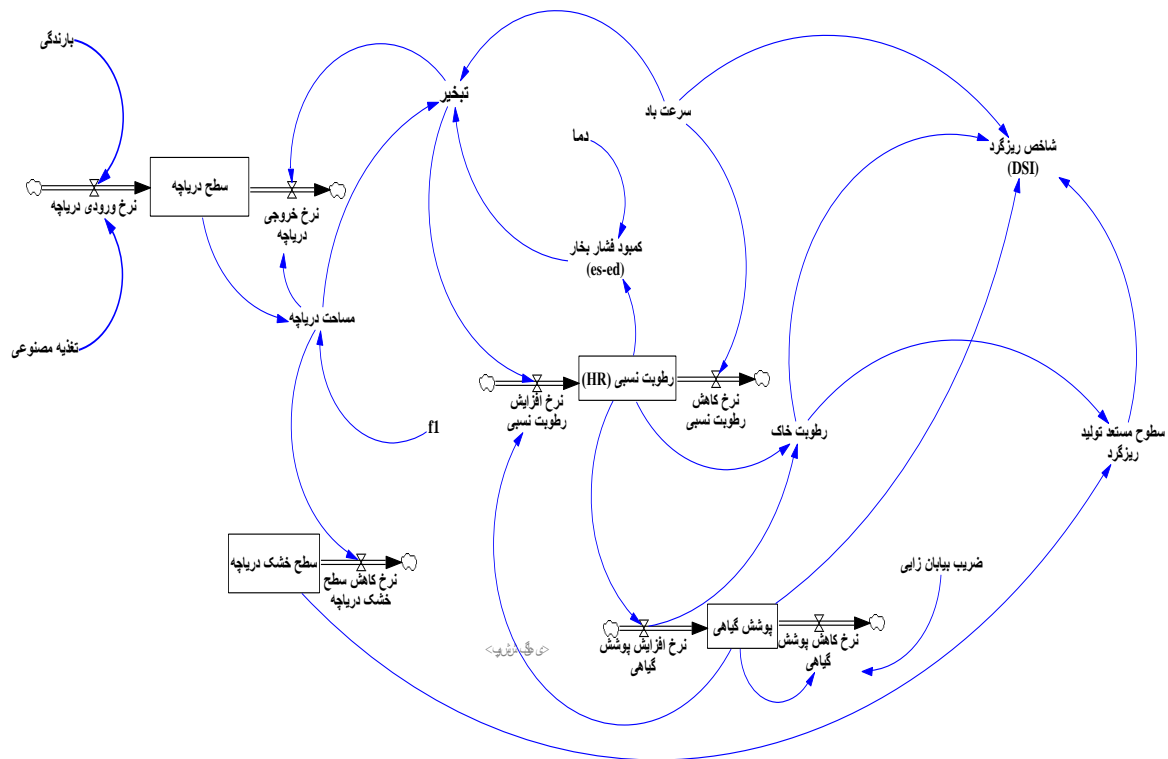 بارندگی
تبخیر
سرعت باد
دما
شاخص ریزگرد
(DSI)
سطح دریاچه
نرخ ورودی دریاچه
نرخ خروجی
دریاچه
کمبود فشار بخار
(es-ed)
مساحت دریاچه
تغذیه مصنوعی
رطوبت نسبی (HR)
نرخ افزایش
رطوبت نسبی
نرخ کاهش
رطوبت نسبی
f1
رطوبت خاک
سطوح مستعد تولید
ریزگرد
سطح خشک دریاچه
نرخ کاهش سطح
خشک دریاچه
ضریب بیابان زایی
پوشش گیاهی
نرخ افزایش پوشش
گیاهی
نرخ کاهش پوشش
گیاهی